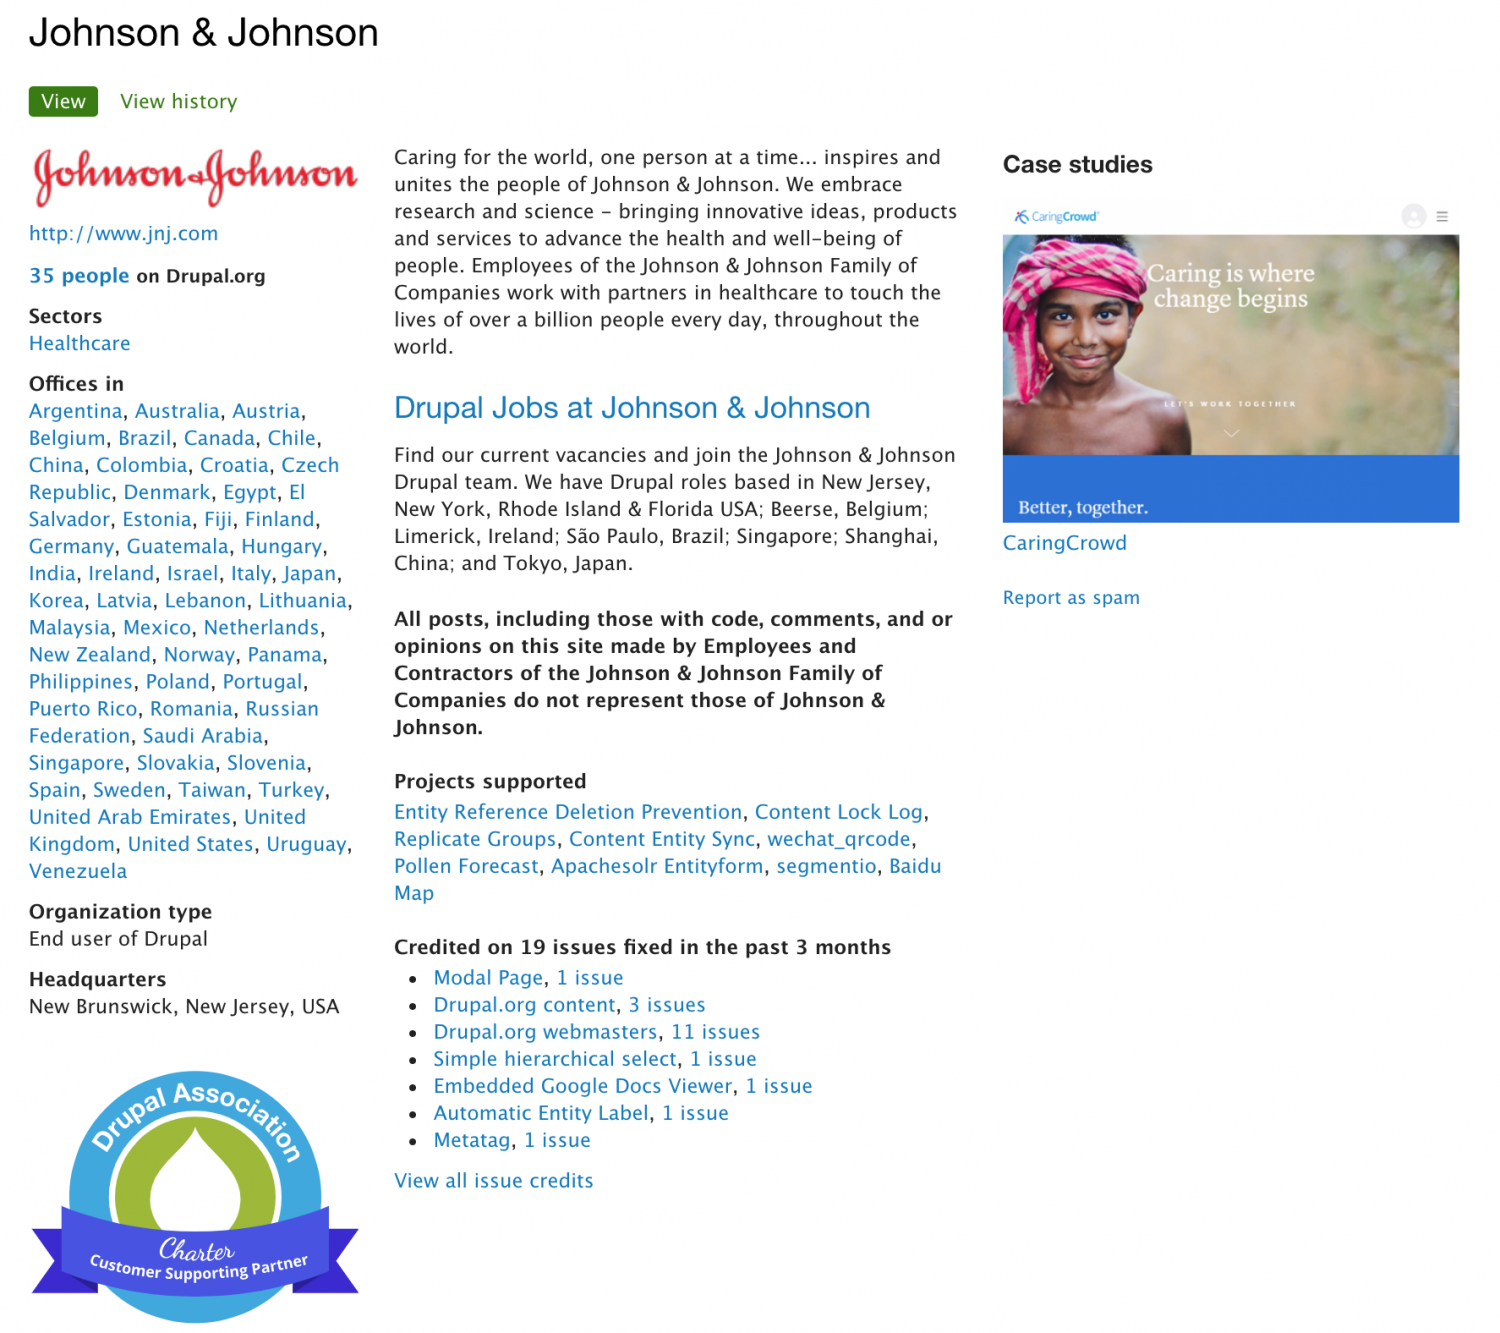 Johnson & Johnson
View
View history
Johnson & Johnson
http://www.jnj.com
35 people on Drupal.org
Sectors
Healthcare
Offices in
Argentina, Australia, Austria,
Belgium, Brazil, Canada, Chile,
China, Colombia, Croatia, Czech
Republic, Denmark, Egypt, El
Salvador, Estonia, Fiji, Finland,
Germany, Guatemala, Hungary,
India, Ireland, Israel, Italy, Japan,
Korea, Latvia, Lebanon, Lithuania,
Malaysia, Mexico, Netherlands,
New Zealand, Norway, Panama,
Philippines, Poland, Portugal,
Puerto Rico, Romania, Russian
Federation, Saudi Arabia,
Singapore, Slovakia, Slovenia,
Spain, Sweden, Taiwan, Turkey,
United Arab Emirates, United
Kingdom, United States, Uruguay,
Venezuela
Organization type
End user of Drupal
Headquarters
New Brunswick, New Jersey, USA
Drupal Association
Charter
Customer Supporting Partner
Caring for the world, one person at a time... inspires and
unites the people of Johnson & Johnson. We embrace
research and science – bringing innovative ideas, products
and services to advance the health and well-being of
people. Employees of the Johnson & Johnson Family of
Companies work with partners in healthcare to touch the
lives of over a billion people every day, throughout the
world.
Drupal Jobs at Johnson & Johnson
Find our current vacancies and join the Johnson & Johnson
Drupal team. We have Drupal roles based in New Jersey,
New York, Rhode Island & Florida USA; Beerse, Belgium;
Limerick, Ireland; São Paulo, Brazil; Singapore; Shanghai,
China; and Tokyo, Japan.
All posts, including those with code, comments, and or
opinions on this site made by Employees and
Contractors of the Johnson & Johnson Family of
Companies do not represent those of Johnson &
Johnson.
Projects supported
Entity Reference Deletion Prevention, Content Lock Log,
Replicate Groups, Content Entity Sync, wechat_qrcode,
Pollen Forecast, Apachesolr Entityform, segmentio, Baidu
Map
Credited on 19 issues fixed in the past 3 months
• Modal Page, 1 issue
• Drupal.org content, 3 issues
• Drupal.org webmasters, 11 issues
• Simple hierarchical select, 1 issue
• Embedded Google Docs Viewer, 1 issue
• Automatic Entity Label, 1 issue
• Metatag, 1 issue
View all issue credits
Case studies
CaringCrowd
Caring is where
change begins
LET'S WORK TOGETHER
Better, together.
CaringCrowd
Report as spam